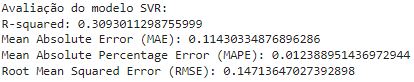 Avaliação do modelo SVR:
R-squared: 0.3093011298755999
Mean Absolute Error (MAE): 0.11430334876896286
Mean Absolute Percentage Error (MAPE): 0.012388951436972944
Root Mean Squared Error (RMSE): 0.14713647027392898